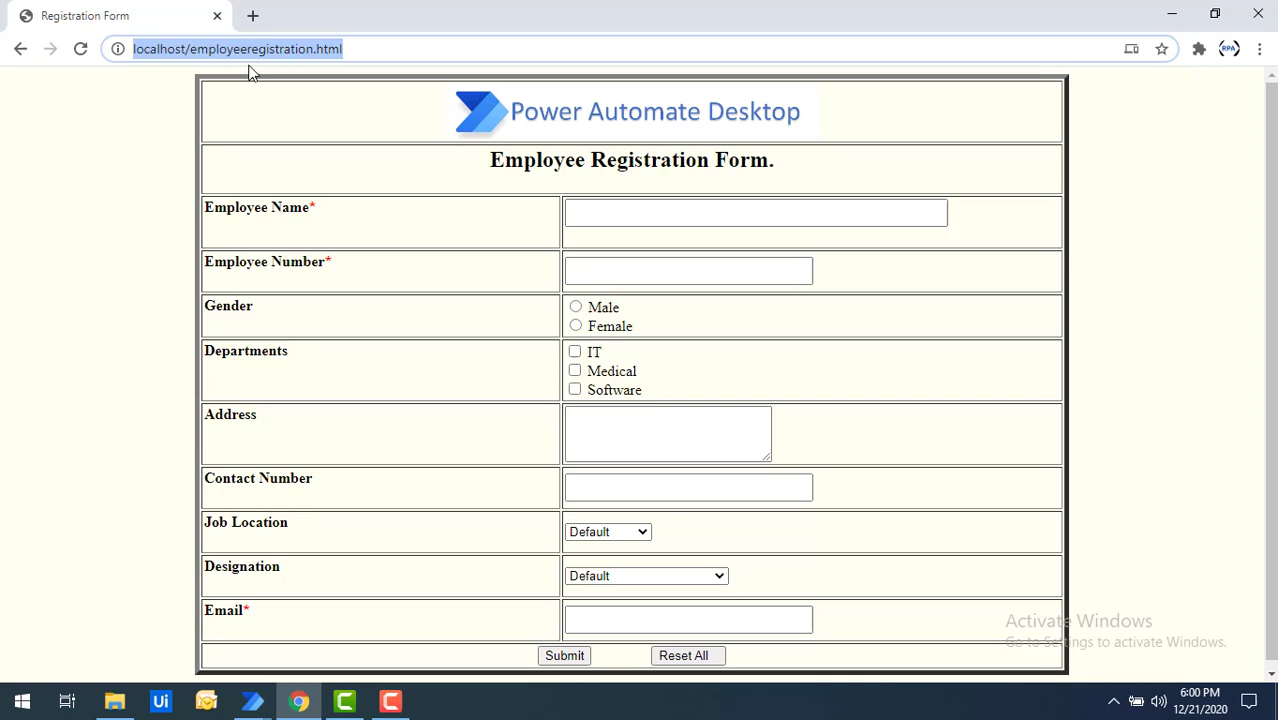 Registration Form
localhost/employeeregistration.html
RPA
Power Automate Desktop
Employee Registration Form.
Employee Name*
Employee Number*
Gender
Male
Female
Departments
IT
Medical
Software
Address
Contact Number
Job Location
Default
Designation
Default
Email*
Activate Windows
Go to Settings to activate Windows.
Submit
Reset All
Ui
C
C
6:00 PM
12/21/2020